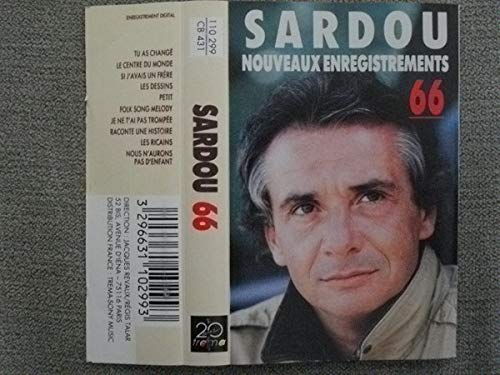 ENREGISTREMENT DIGITAL
TU AS CHANGÉ
LE CENTRE DU MONDE
SI J'AVAIS UN FRÈRE
LES DESSINS
PETIT
FOLK SONG MELODY
JE NE T'AI PAS TROMPÉE
RACONTE UNE HISTOIRE
LES RICAINS
NOUS N'AURONS
PAS D'ENFANT
DIRECTION : JACQUES REVAUX/RÉGIS TALAR
52 BIS, AVENUE D'IÉNA - 75116 PARIS
DISTRIBUTION FRANCE : TREMA-SONY MUSIC
3 296631 102993
110 299
CB 431
SARDOU 66
20
trema
SARDOU
NOUVEAUX ENREGISTREMENTS
66